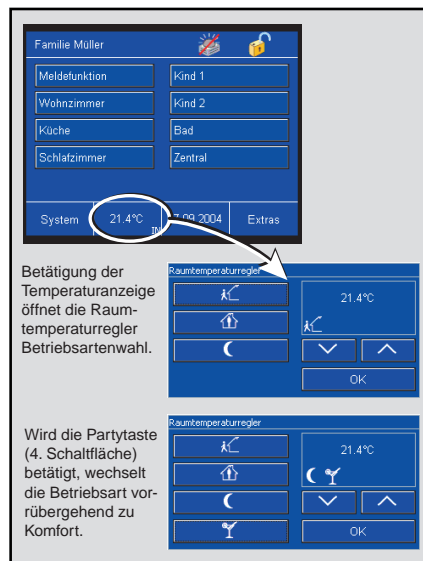 Familie Müller
Meldefunktion Kind 1
Wohnzimmer Kind 2
Küche Bad
Schlafzimmer Zentral
System 21.4°C 7.09.2004 Extras
IN
Betätigung der
Temperaturanzeige
öffnet die Raum-
temperaturregler
Betriebsartenwahl.
Raumtemperaturregler
21.4°C
OK
Wird die Partytaste
(4. Schaltfläche)
betätigt, wechselt
die Betriebsart vor-
rübergehend zu
Komfort.
Raumtemperaturregler
21.4°C
OK